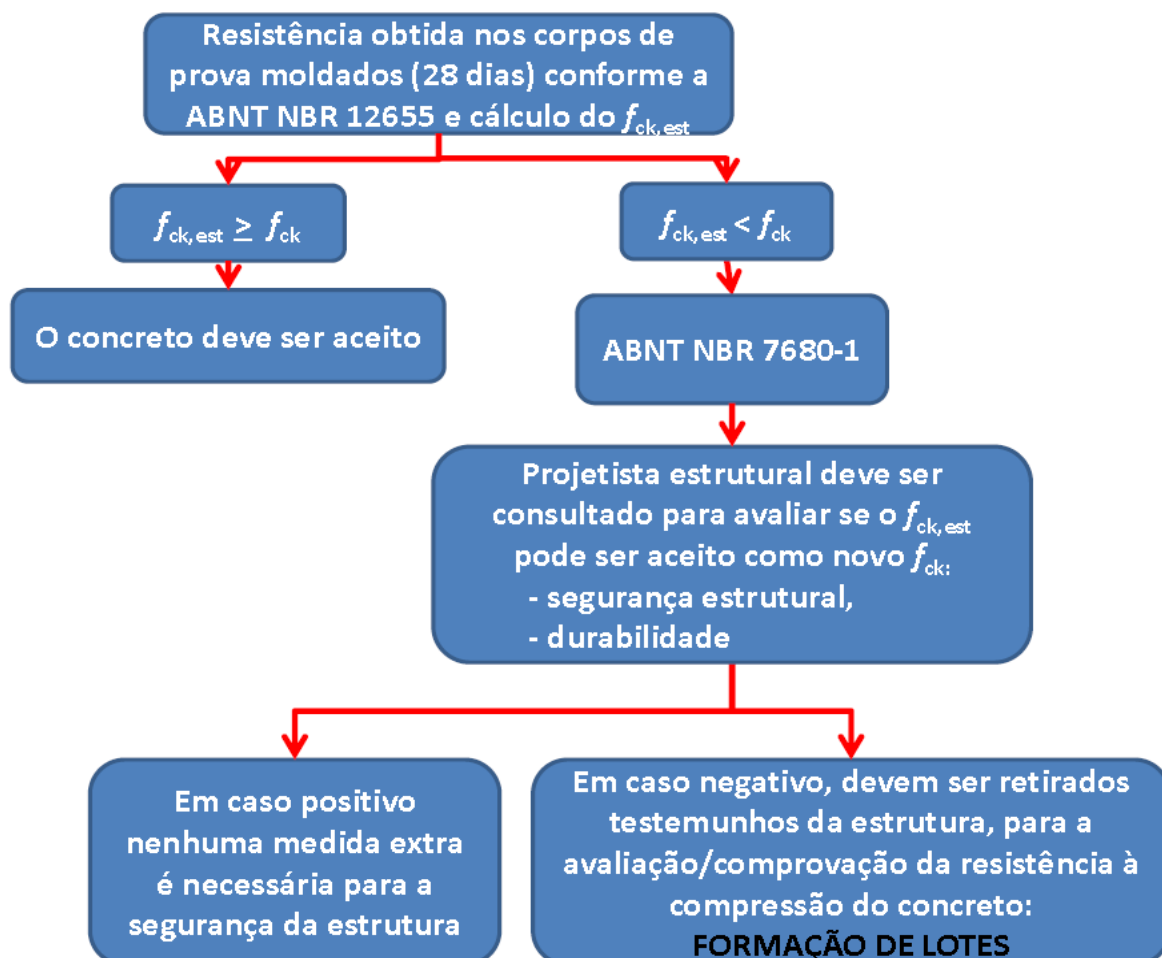 Resistência obtida nos corpos de
prova moldados (28 dias) conforme a
ABNT NBR 12655 e cálculo do fck,est
fck,est ≥ fck
fck,est < fck
O concreto deve ser aceito
ABNT NBR 7680-1
Projetista estrutural deve ser
consultado para avaliar se o fck,est
pode ser aceito como novo fck:
- segurança estrutural,
- durabilidade
Em caso positivo
nenhuma medida extra
é necessária para a
segurança da estrutura
Em caso negativo, devem ser retirados
testemunhos da estrutura, para a
avaliação/comprovação da resistência à
compressão do concreto:
FORMAÇÃO DE LOTES